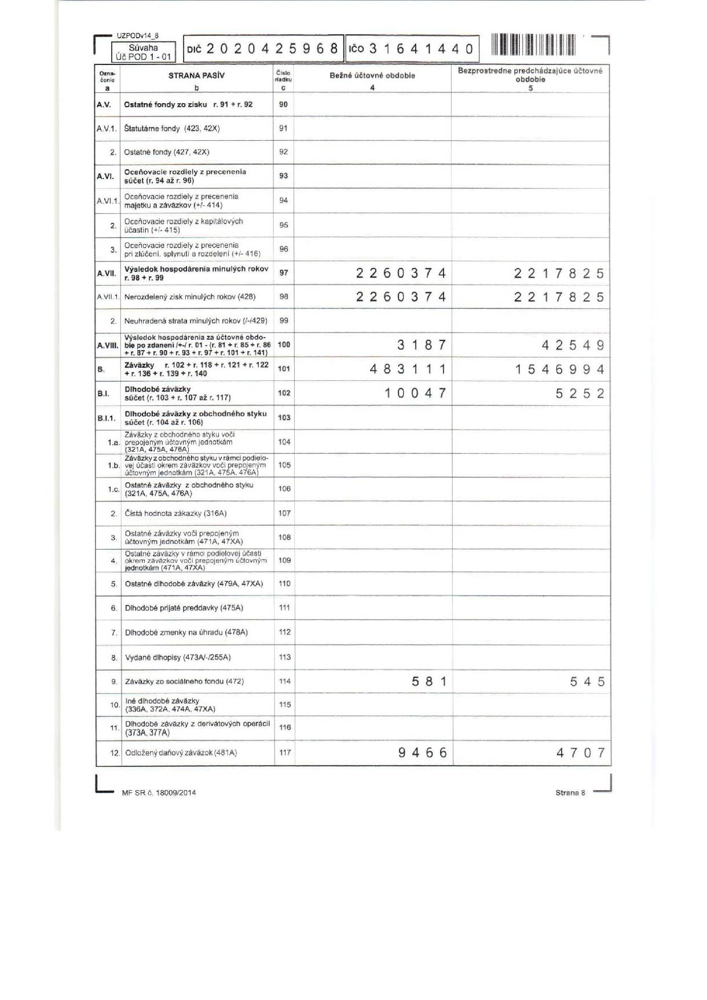 UZPODv14_8
Súvaha
Úč POD 1 - 01
DIČ 2020425968 IČO 31641440
Ozna-
čenie
a
STRANA PASÍV
b
Číslo
riadku
c
Bežné účtovné obdobie
4
Bezprostredne predchádzajúce účtovné
obdobie
5
A.V. Ostatné fondy zo zisku r. 91 + r. 92 90
A.V.1. Štatutárne fondy (423, 42X) 91
2. Ostatné fondy (427, 42X) 92
A.VI. Oceňovacie rozdiely z precenenia
súčet (r. 94 až r. 96) 93
A.VI.1. Oceňovacie rozdiely z precenenia
majetku a záväzkov (+/- 414) 94
2. Oceňovacie rozdiely z kapitálových
účastín (+/- 415) 95
3. Oceňovacie rozdiely z precenenia
pri zlúčení, splynutí a rozdelení (+/- 416) 96
A.VII. Výsledok hospodárenia minulých rokov
r. 98 + r. 99 97 2260374 2217825
A.VII.1. Nerozdelený zisk minulých rokov (428) 98 2260374 2217825
2. Neuhradená strata minulých rokov (/-/429) 99
A.VIII. Výsledok hospodárenia za účtovné obdo-
bie po zdanení /+-/ r. 01 - (r. 81 + r. 85 + r. 86
+ r. 87 + r. 90 + r. 93 + r. 97 + r. 101 + r. 141) 100 3187 42549
B. Záväzky r. 102 + r. 118 + r. 121 + r. 122
+ r. 136 + r. 139 + r. 140 101 483111 1546994
B.I. Dlhodobé záväzky
súčet (r. 103 + r. 107 až r. 117) 102 10047 5252
B.I.1. Dlhodobé záväzky z obchodného styku
súčet (r. 104 až r. 106) 103
1.a. Záväzky z obchodného styku voči
prepojeným účtovným jednotkám
(321A, 475A, 476A) 104
1.b. Záväzky z obchodného styku v rámci podielo-
vej účasti okrem záväzkov voči prepojeným
účtovným jednotkám (321A, 475A, 476A) 105
1.c. Ostatné záväzky z obchodného styku
(321A, 475A, 476A) 106
2. Čistá hodnota zákazky (316A) 107
3. Ostatné záväzky voči prepojeným
účtovným jednotkám (471A, 47XA) 108
4. Ostatné záväzky v rámci podielovej účasti
okrem záväzkov voči prepojeným účtovným
jednotkám (471A, 47XA) 109
5. Ostatné dlhodobé záväzky (479A, 47XA) 110
6. Dlhodobé prijaté preddavky (475A) 111
7. Dlhodobé zmenky na úhradu (478A) 112
8. Vydané dlhopisy (473A/-/255A) 113
9. Záväzky zo sociálneho fondu (472) 114 581 545
10. Iné dlhodobé záväzky
(336A, 372A, 474A, 47XA) 115
11. Dlhodobé záväzky z derivátových operácií
(373A, 377A) 116
12. Odložený daňový záväzok (481A) 117 9466 4707
MF SR č. 18009/2014
Strana 8